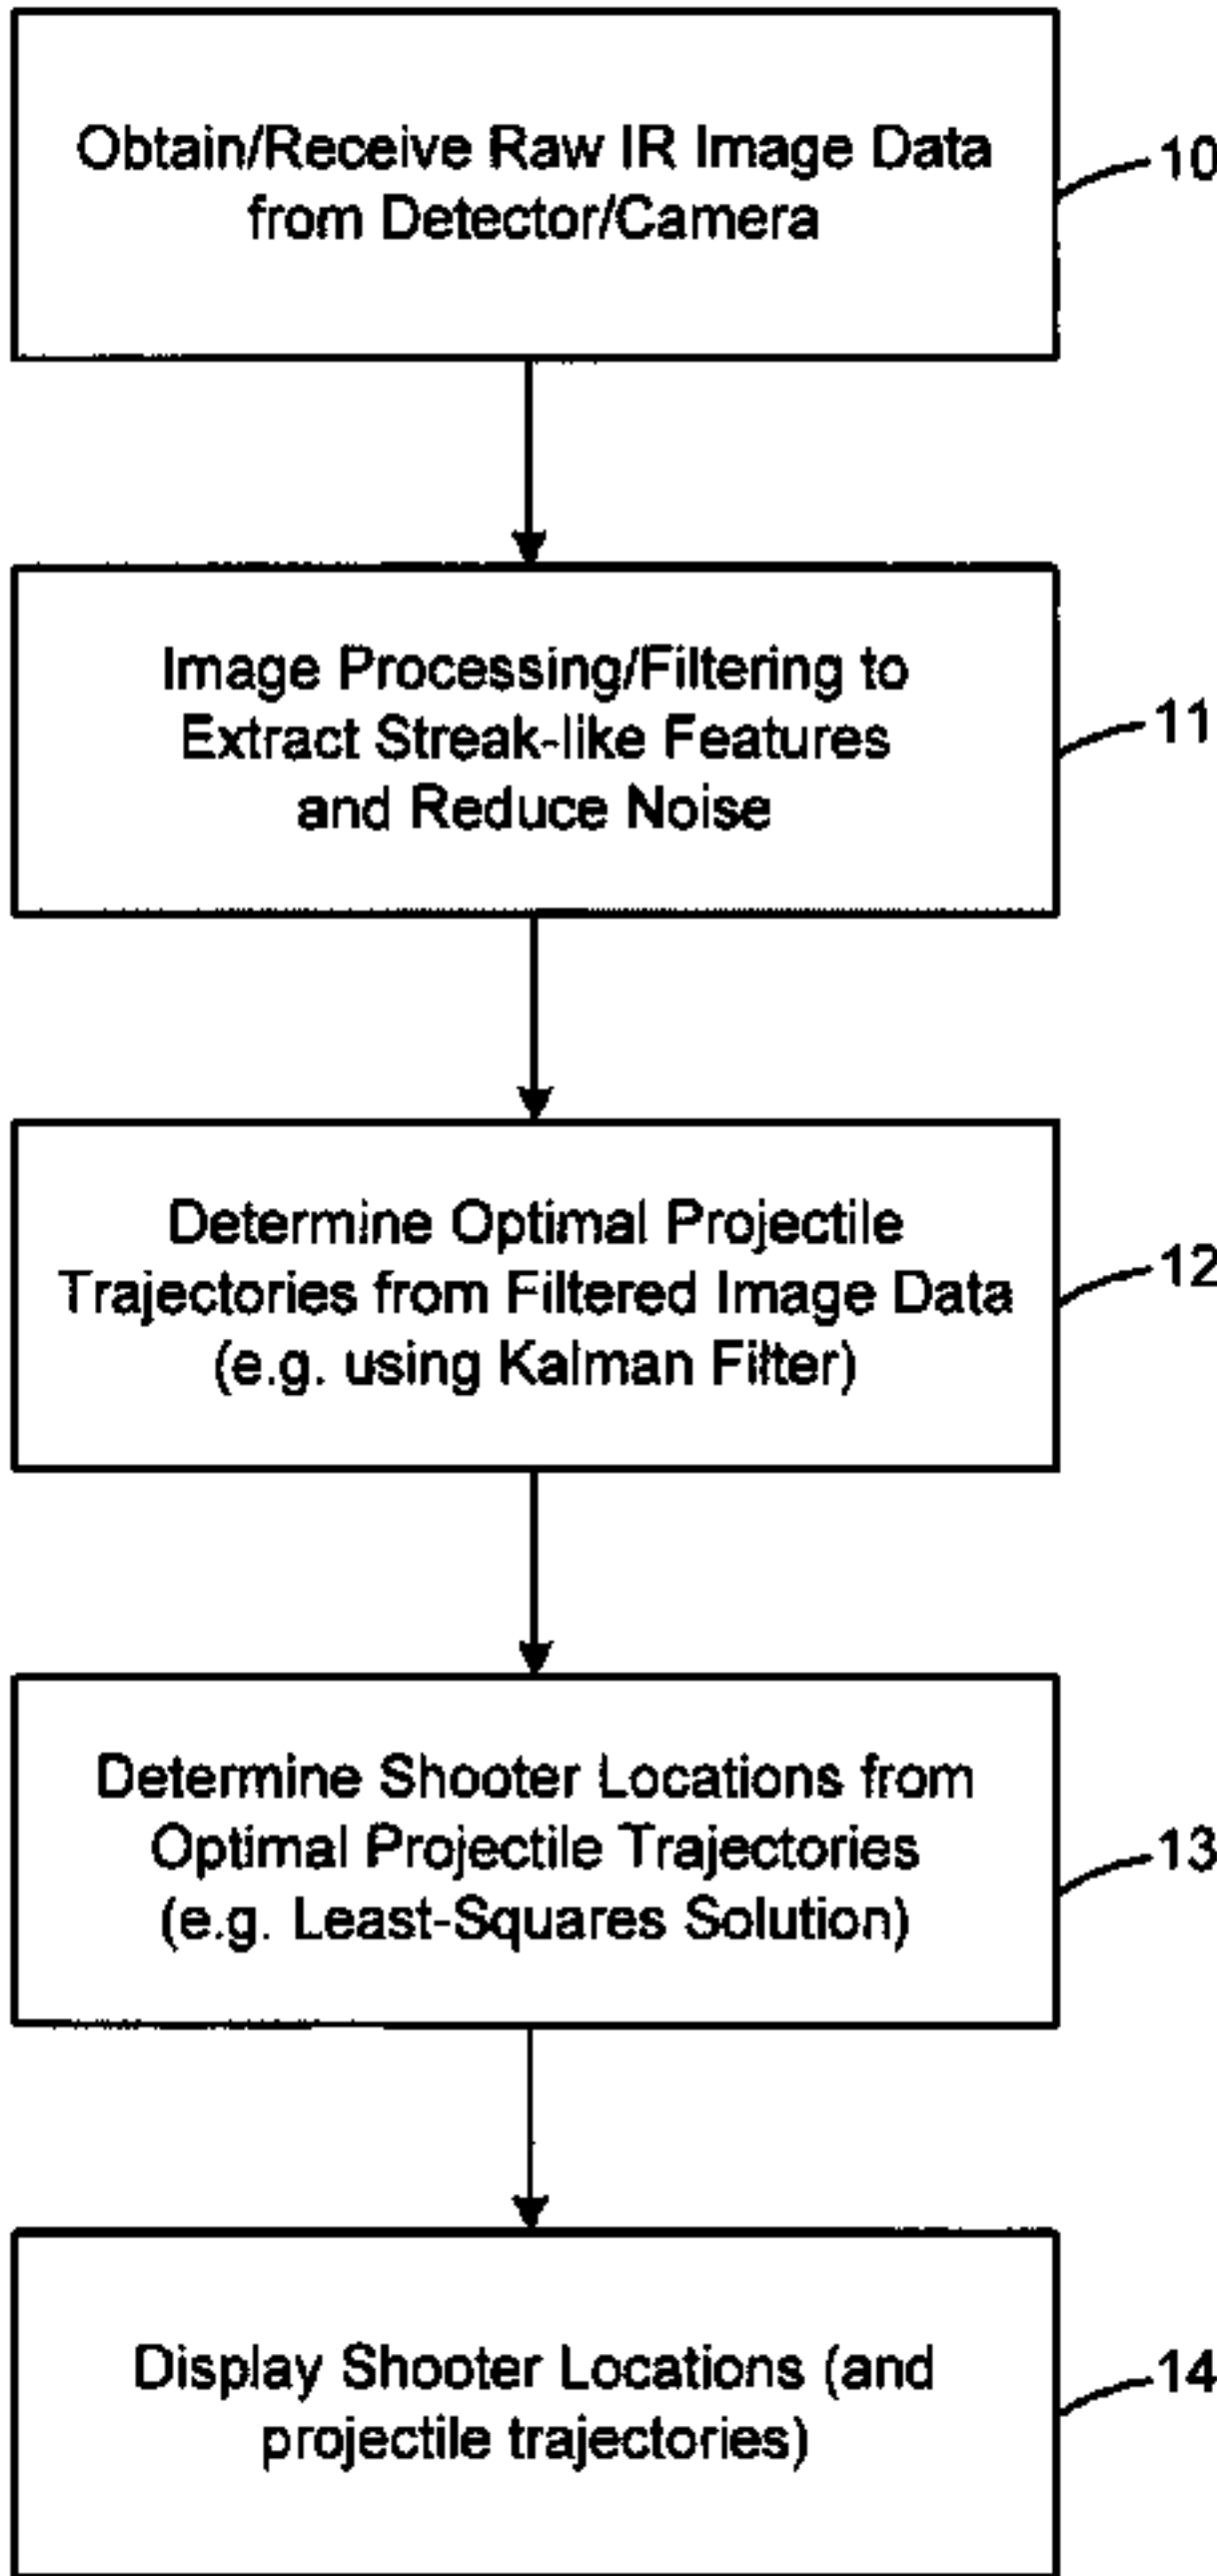 Obtain/Receive Raw IR Image Data
from Detector/Camera
10
Image Processing/Filtering to
Extract Streak-like Features
and Reduce Noise
11
Determine Optimal Projectile
Trajectories from Filtered Image Data
(e.g. using Kalman Filter)
12
Determine Shooter Locations from
Optimal Projectile Trajectories
(e.g. Least-Squares Solution)
13
Display Shooter Locations (and
projectile trajectories)
14